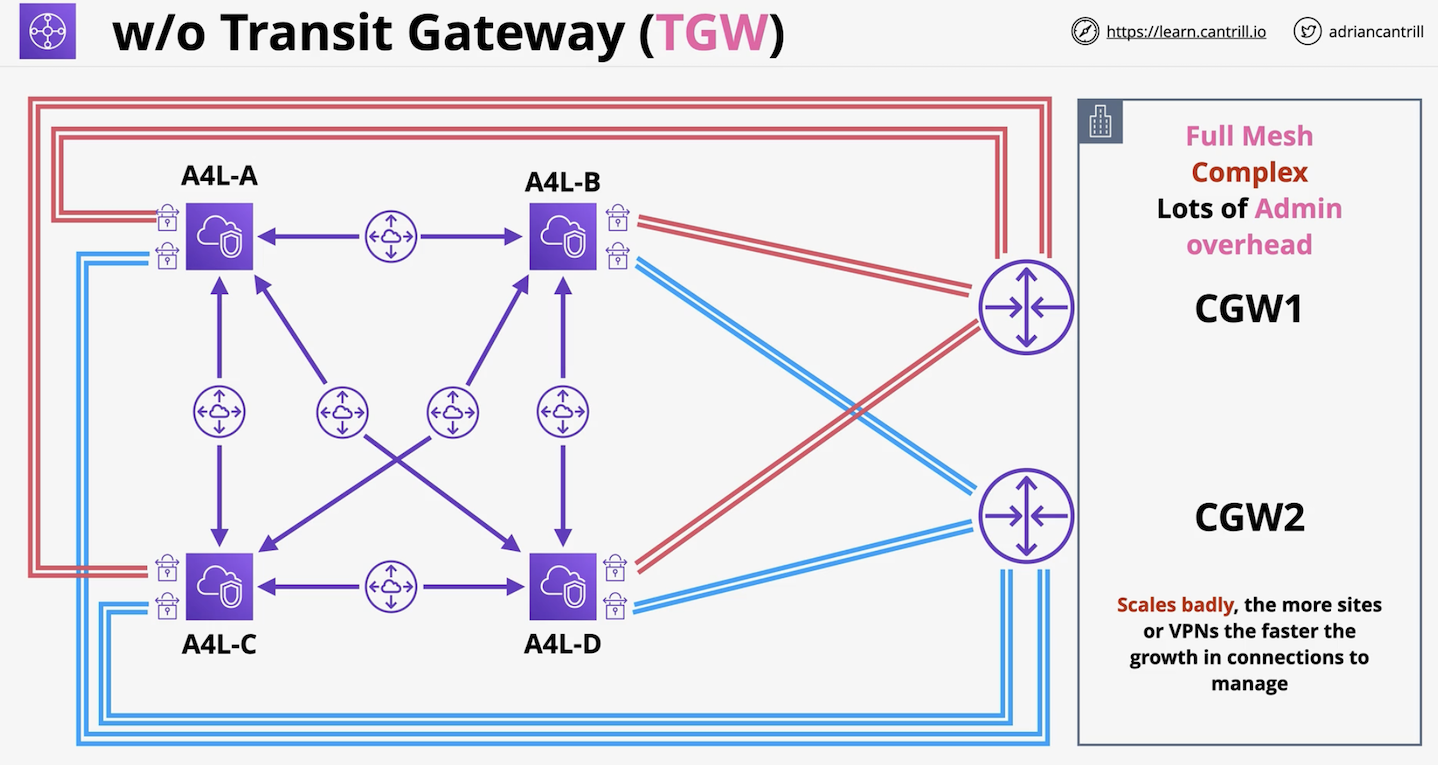 w/o Transit Gateway (TGW)
https://learn.cantrill.io
adriancantrill
A4L-A
A4L-B
A4L-C
A4L-D
Full Mesh
Complex
Lots of Admin
overhead
CGW1
CGW2
Scales badly, the more sites
or VPNs the faster the
growth in connections to
manage